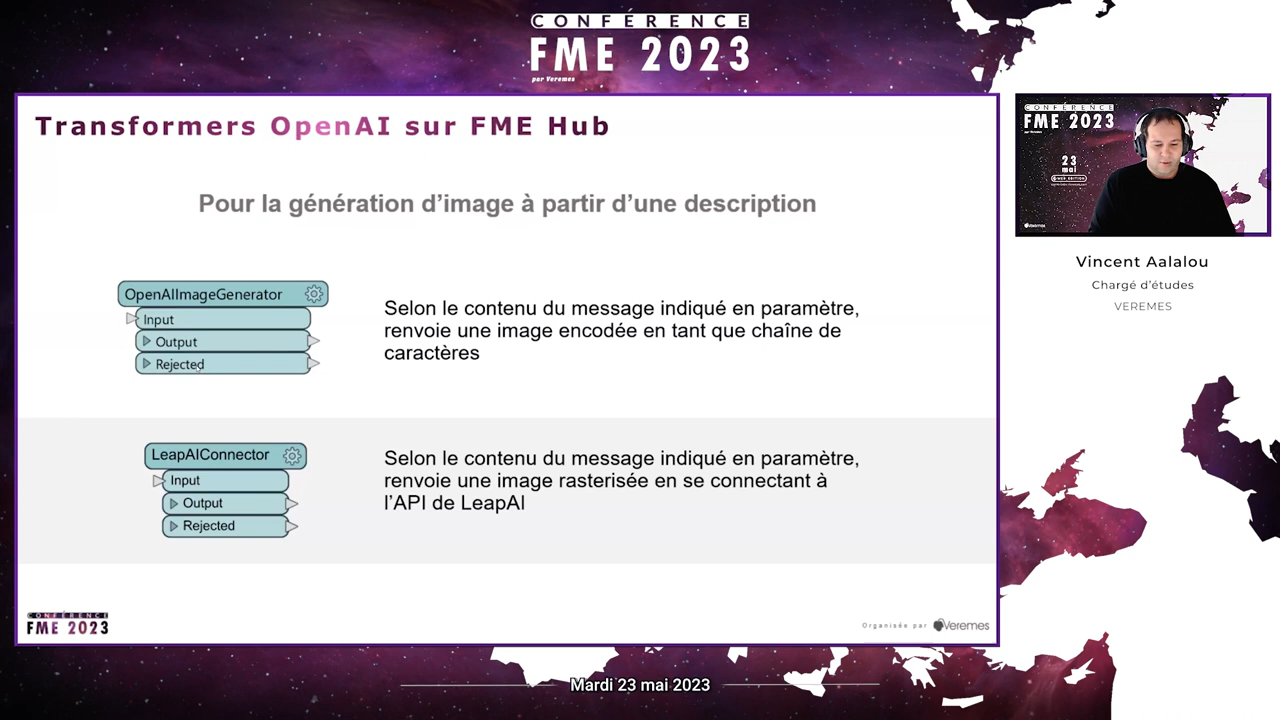 CONFÉRENCE
FME 2023
par Veremes
Transformers OpenAI sur FME Hub
Pour la génération d’image à partir d’une description
OpenAIImageGenerator
Input
Output
Rejected
Selon le contenu du message indiqué en paramètre,
renvoie une image encodée en tant que chaîne de
caractères
LeapAIConnector
Input
Output
Rejected
Selon le contenu du message indiqué en paramètre,
renvoie une image rasterisée en se connectant à
l’API de LeapAI
CONFÉRENCE
FME 2023
Organisée par Veremes
CONFÉRENCE
FME 2023
par Veremes
23
mai
Veremes
Vincent Aalalou
Chargé d’études
VEREMES
Mardi 23 mai 2023